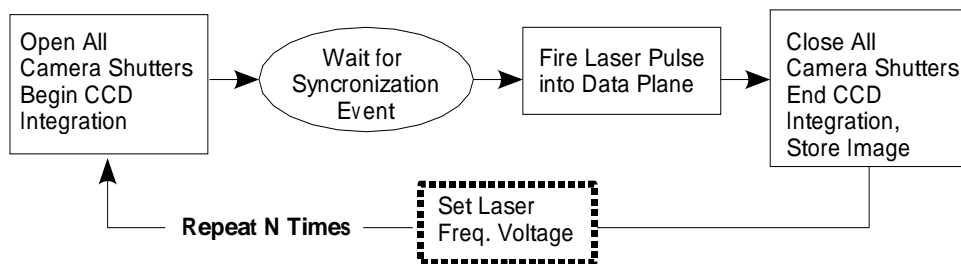 Open All
Camera Shutters
Begin CCD
Integration
Wait for
Syncronization
Event
Fire Laser Pulse
into Data Plane
Close All
Camera Shutters
End CCD
Integration,
Store Image
Set Laser
Freq. Voltage
Repeat N Times